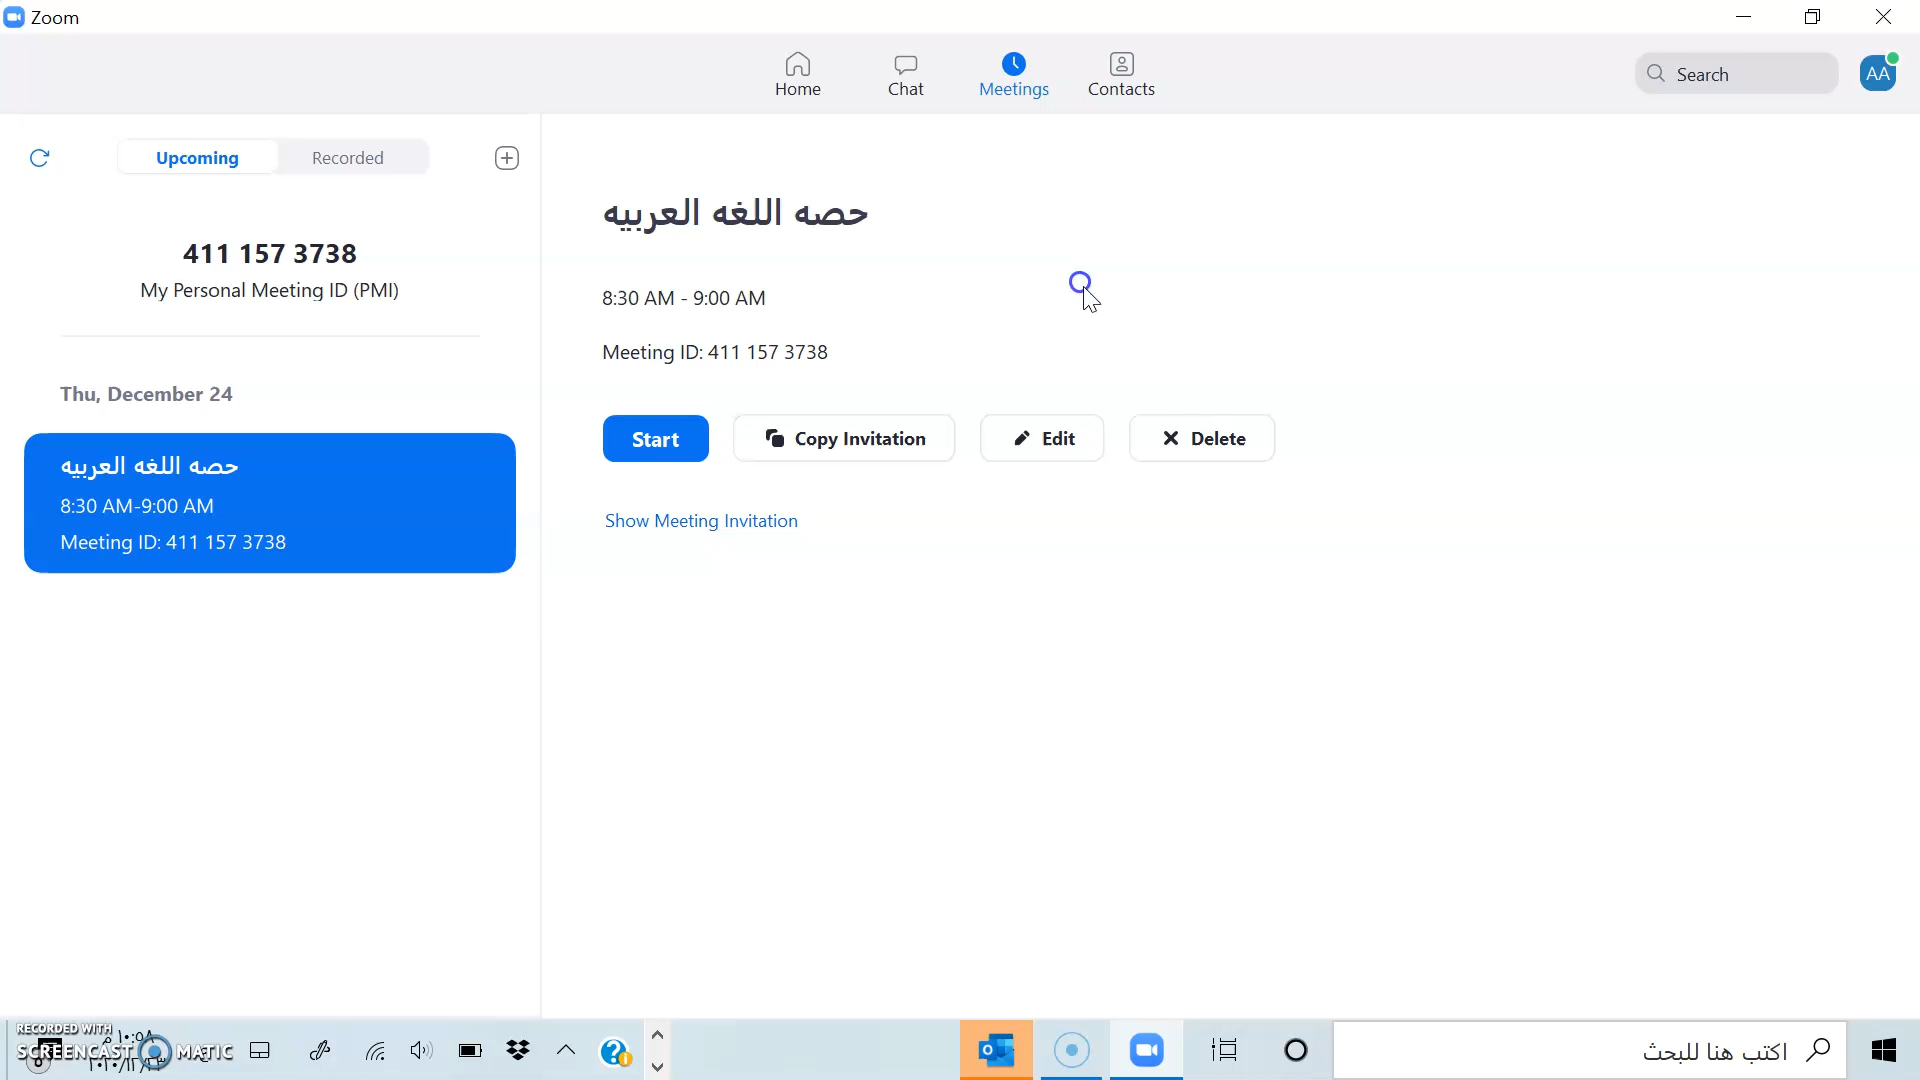 Zoom
Home
Chat
Meetings
Contacts
Search
AA
Upcoming
Recorded
411 157 3738
My Personal Meeting ID (PMI)
Thu, December 24
حصه اللغه العربيه
8:30 AM-9:00 AM
Meeting ID: 411 157 3738
حصه اللغه العربيه
8:30 AM - 9:00 AM
Meeting ID: 411 157 3738
Start
Copy Invitation
Edit
Delete
Show Meeting Invitation
RECORDED WITH
SCREENCAST MATIC
اكتب هنا للبحث